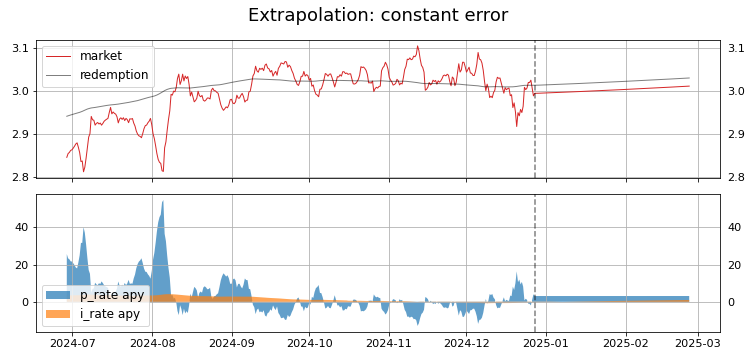 Extrapolation: constant error
3.1
3.1
market
redemption
3.0
3.0
2.9
2.9
2.8
2.8
40
40
20
20
p_rate apy
0
0
i_rate apy
2024-07 2024-08 2024-09 2024-10 2024-11 2024-12 2025-01 2025-02 2025-03